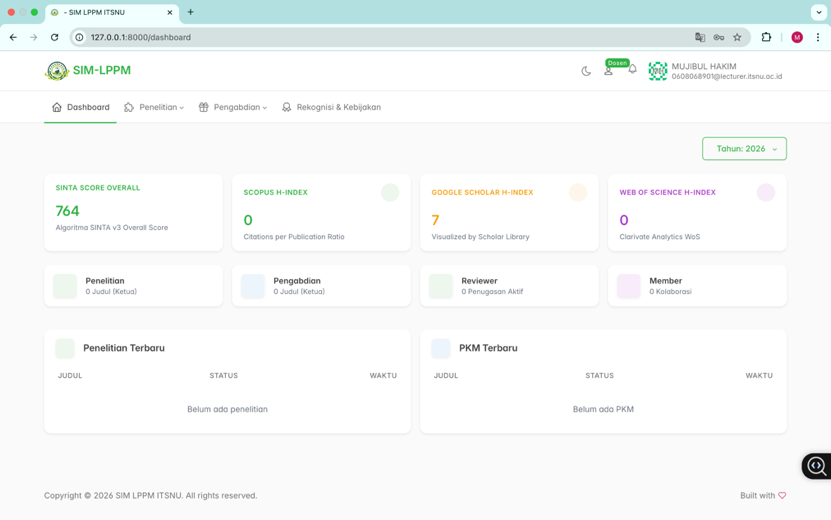 - SIM LPPM ITSNU
127.0.0.1:8000/dashboard
M
SIM-LPPM
Dosen
MUJIBUL HAKIM
0608068901@lecturer.itsnu.ac.id
Dashboard
Penelitian
Pengabdian
Rekognisi & Kebijakan
Tahun: 2026
SINTA SCORE OVERALL
764
Algoritma SINTA v3 Overall Score
SCOPUS H-INDEX
0
Citations per Publication Ratio
GOOGLE SCHOLAR H-INDEX
7
Visualized by Scholar Library
WEB OF SCIENCE H-INDEX
0
Clarivate Analytics WoS
Penelitian
0 Judul (Ketua)
Pengabdian
0 Judul (Ketua)
Reviewer
0 Penugasan Aktif
Member
0 Kolaborasi
Penelitian Terbaru
JUDUL STATUS WAKTU
Belum ada penelitian
PKM Terbaru
JUDUL STATUS WAKTU
Belum ada PKM
Copyright © 2026 SIM LPPM ITSNU. All rights reserved.
Built with